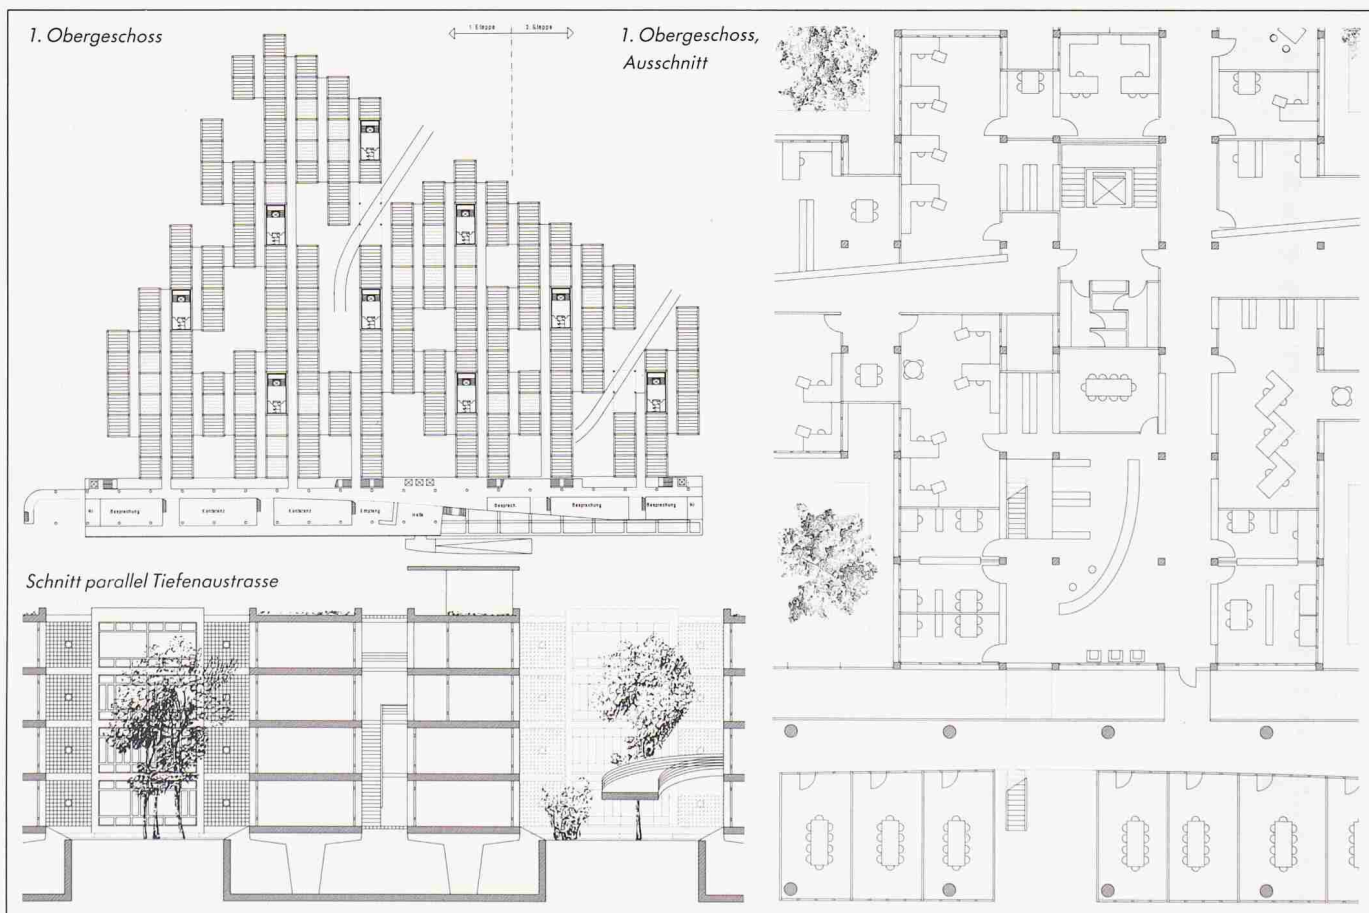 1. Obergeschoss
1. Etappe 2. Etappe
1. Obergeschoss,
Ausschnitt
Besprechung Konferenz Konferenz Empfang Halle Besprech. Besprechung Besprechung
Schnitt parallel Tiefenaustrasse